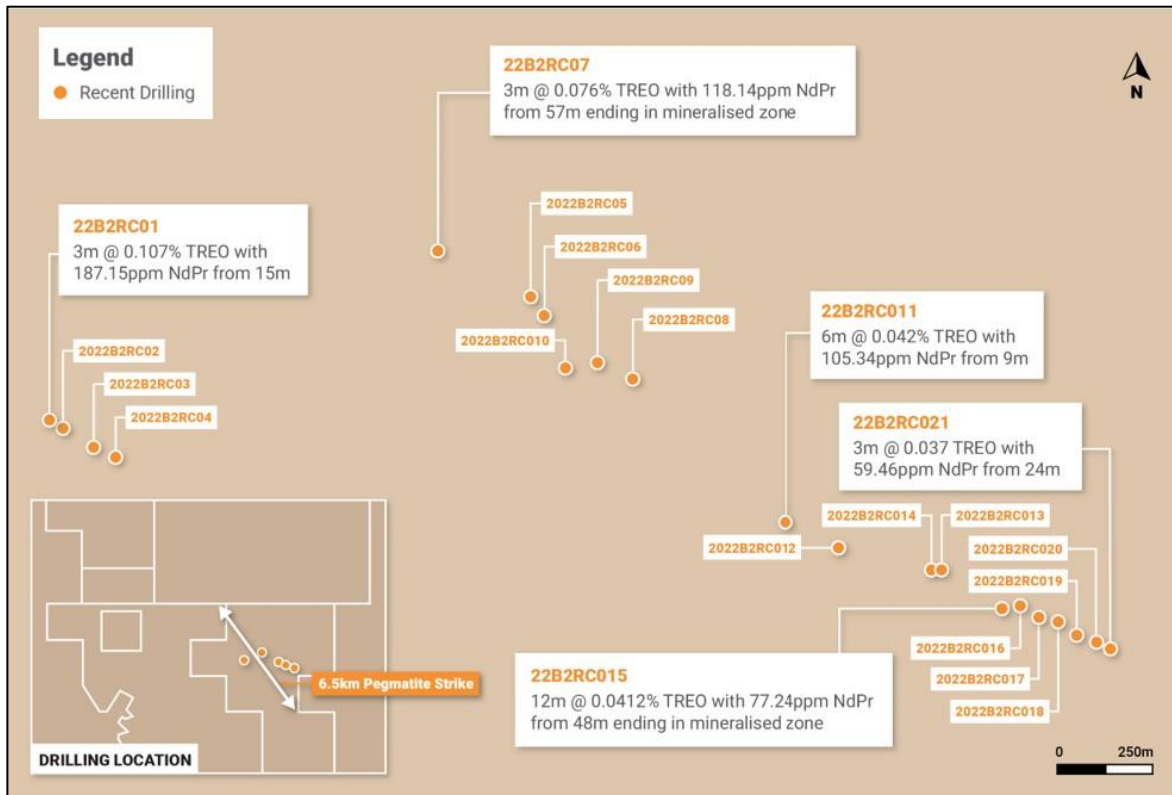 Legend
Recent Drilling
22B2RC07
3m @ 0.076% TREO with 118.14ppm NdPr
from 57m ending in mineralised zone
N
22B2RC01
3m @ 0.107% TREO with
187.15ppm NdPr from 15m
2022B2RC02
2022B2RC03
2022B2RC04
2022B2RC05
2022B2RC06
2022B2RC09
2022B2RC08
2022B2RC010
22B2RC011
6m @ 0.042% TREO with
105.34ppm NdPr from 9m
22B2RC021
3m @ 0.037 TREO with
59.46ppm NdPr from 24m
2022B2RC014
2022B2RC013
2022B2RC012
2022B2RC020
2022B2RC019
2022B2RC016
2022B2RC017
2022B2RC018
22B2RC015
12m @ 0.0412% TREO with 77.24ppm NdPr
from 48m ending in mineralised zone
6.5km Pegmatite Strike
DRILLING LOCATION
0 250m